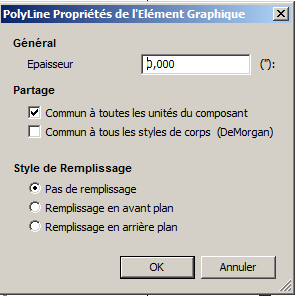 PolyLine Propriétés de l'Elément Graphique
Général
Epaisseur 0,000 ("):
Partage
Commun à toutes les unités du composant
Commun à tous les styles de corps (DeMorgan)
Style de Remplissage
Pas de remplissage
Remplissage en avant plan
Remplissage en arrière plan
OK Annuler